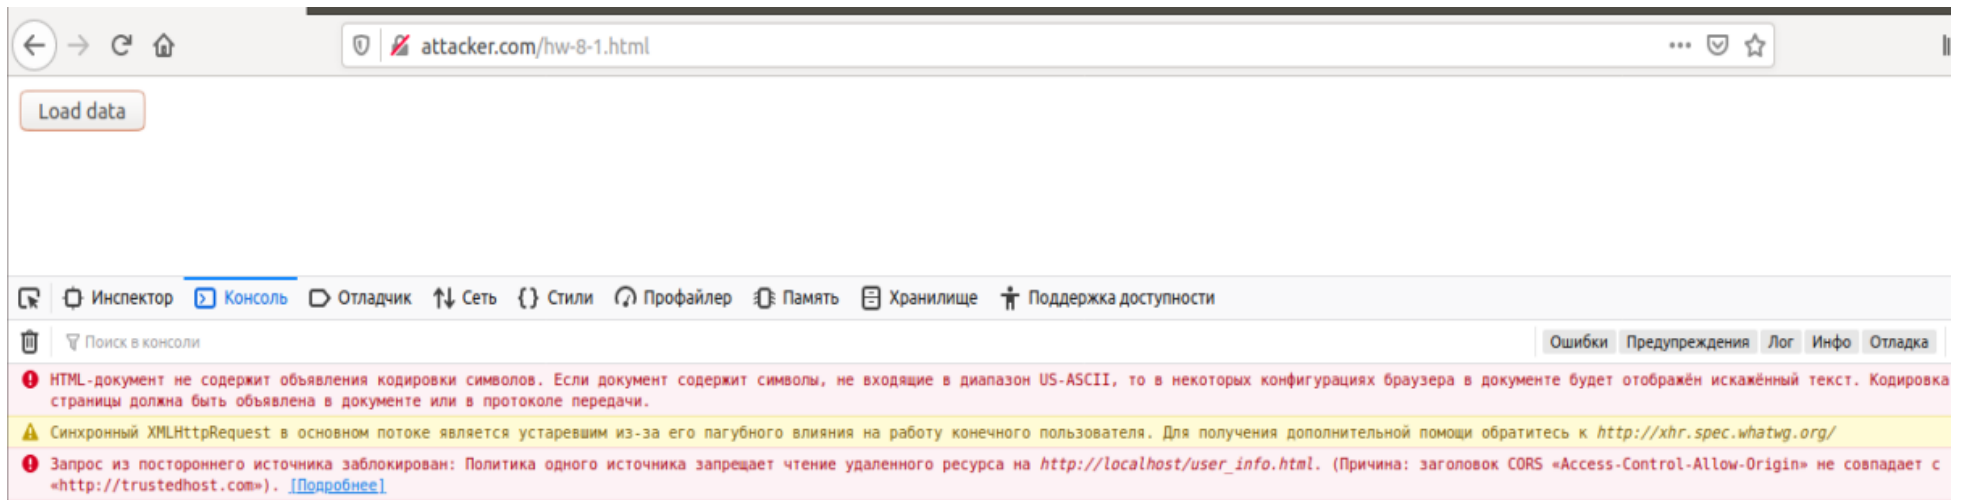 attacker.com/hw-8-1.html
Load data
Инспектор Консоль Отладчик Сеть {} Стили Профайлер Память Хранилище Поддержка доступности
Поиск в консоли Ошибки Предупреждения Лог Инфо Отладка
HTML-документ не содержит объявления кодировки символов. Если документ содержит символы, не входящие в диапазон US-ASCII, то в некоторых конфигурациях браузера в документе будет отображён искажённый текст. Кодировка
страницы должна быть объявлена в документе или в протоколе передачи.
Синхронный XMLHttpRequest в основном потоке является устаревшим из-за его пагубного влияния на работу конечного пользователя. Для получения дополнительной помощи обратитесь к http://xhr.spec.whatwg.org/
Запрос из постороннего источника заблокирован: Политика одного источника запрещает чтение удаленного ресурса на http://localhost/user_info.html. (Причина: заголовок CORS «Access-Control-Allow-Origin» не совпадает с
«http://trustedhost.com»). [Подробнее]